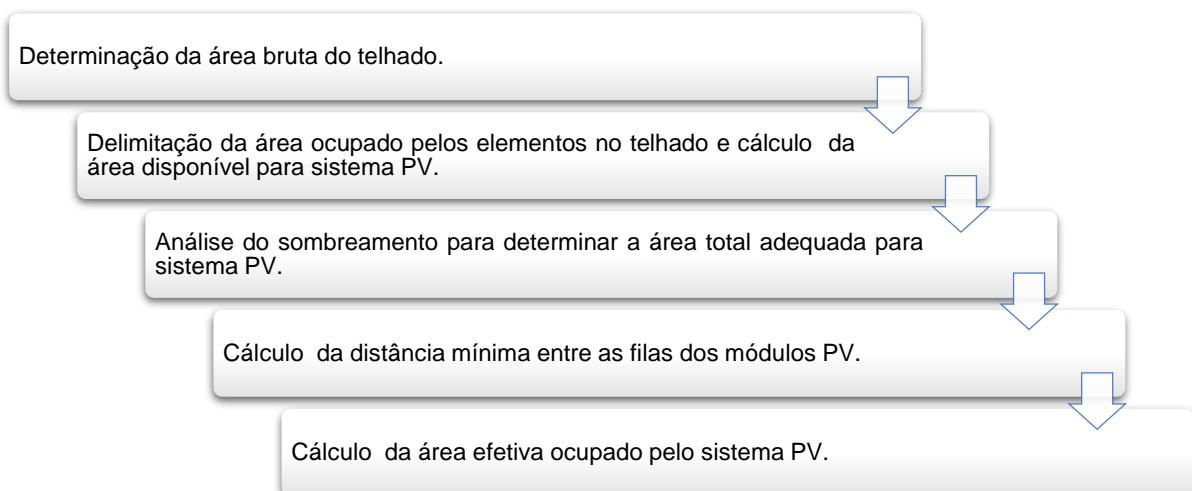 Determinação da área bruta do telhado.
Delimitação da área ocupado pelos elementos no telhado e cálculo da
área disponível para sistema PV.
Análise do sombreamento para determinar a área total adequada para
sistema PV.
Cálculo da distância mínima entre as filas dos módulos PV.
Cálculo da área efetiva ocupado pelo sistema PV.